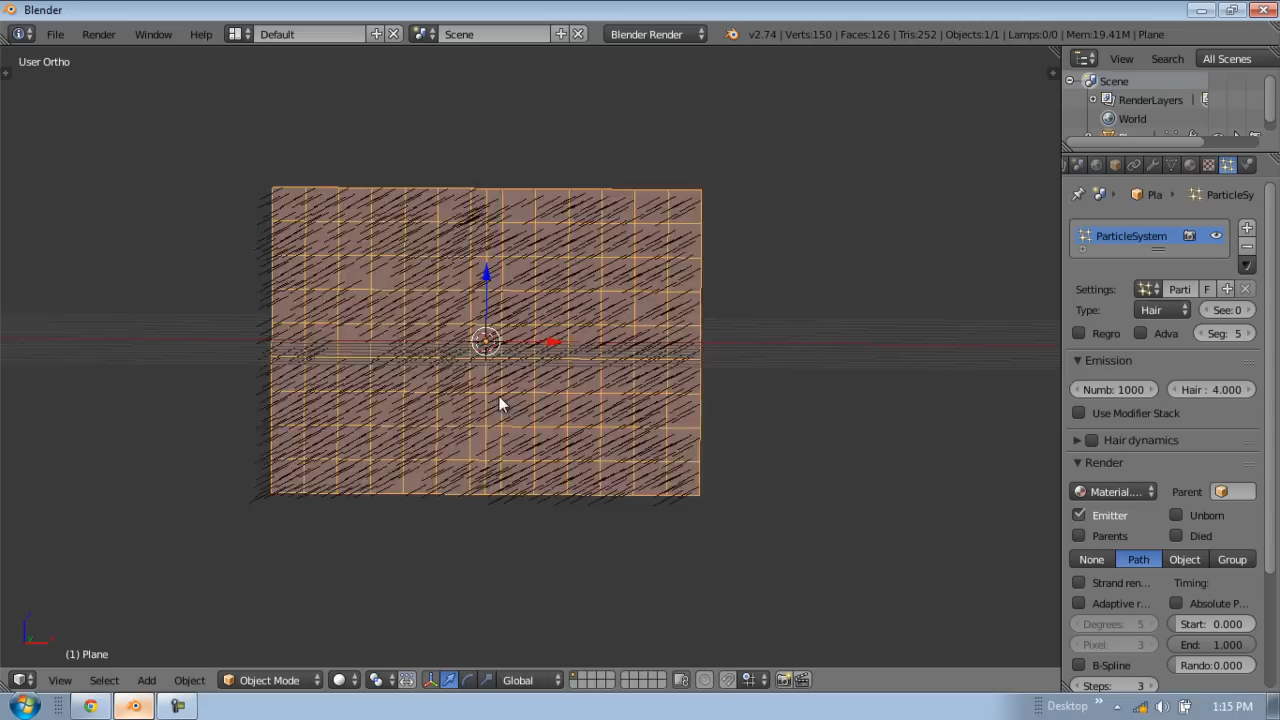 Blender
File Render Window Help Default Scene Blender Render v2.74 | Verts:150 | Faces:126 | Tris:252 | Objects:1/1 | Lamps:0/0 | Mem:19.41M | Plane
User Ortho
View Search All Scenes
Scene
RenderLayers
World
Pla ParticleSy
ParticleSystem
Settings: Parti F
Type: Hair See: 0
Regro Adva Seg: 5
Emission
Numb: 1000 Hair : 4.000
Use Modifier Stack
Hair dynamics
Render
Material.... Parent
Emitter Unborn
Parents Died
None Path Object Group
Strand ren... Timing:
Adaptive r... Absolute P...
Degrees: 5 Start: 0.000
Pixel: 3 End: 1.000
B-Spline Rando:0.000
Steps: 3
(1) Plane
View Select Add Object Object Mode Global
Desktop » 1:15 PM